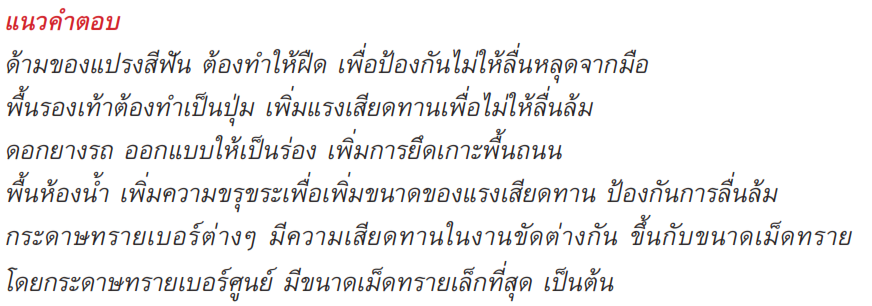 แนวคำตอบ
ด้ามของแปรงสีฟัน ต้องทำให้ฝืด เพื่อป้องกันไม่ให้ลื่นหลุดจากมือ
พื้นรองเท้าต้องทำเป็นปุ่ม เพิ่มแรงเสียดทานเพื่อไม่ให้ลื่นล้ม
ดอกยางรถ ออกแบบให้เป็นร่อง เพิ่มการยึดเกาะพื้นถนน
พื้นห้องน้ำ เพิ่มความขรุขระเพื่อเพิ่มขนาดของแรงเสียดทาน ป้องกันการลื่นล้ม
กระดาษทรายเบอร์ต่างๆ มีความเสียดทานในงานขัดต่างกัน ขึ้นกับขนาดเม็ดทราย
โดยกระดาษทรายเบอร์ศูนย์ มีขนาดเม็ดทรายเล็กที่สุด เป็นต้น